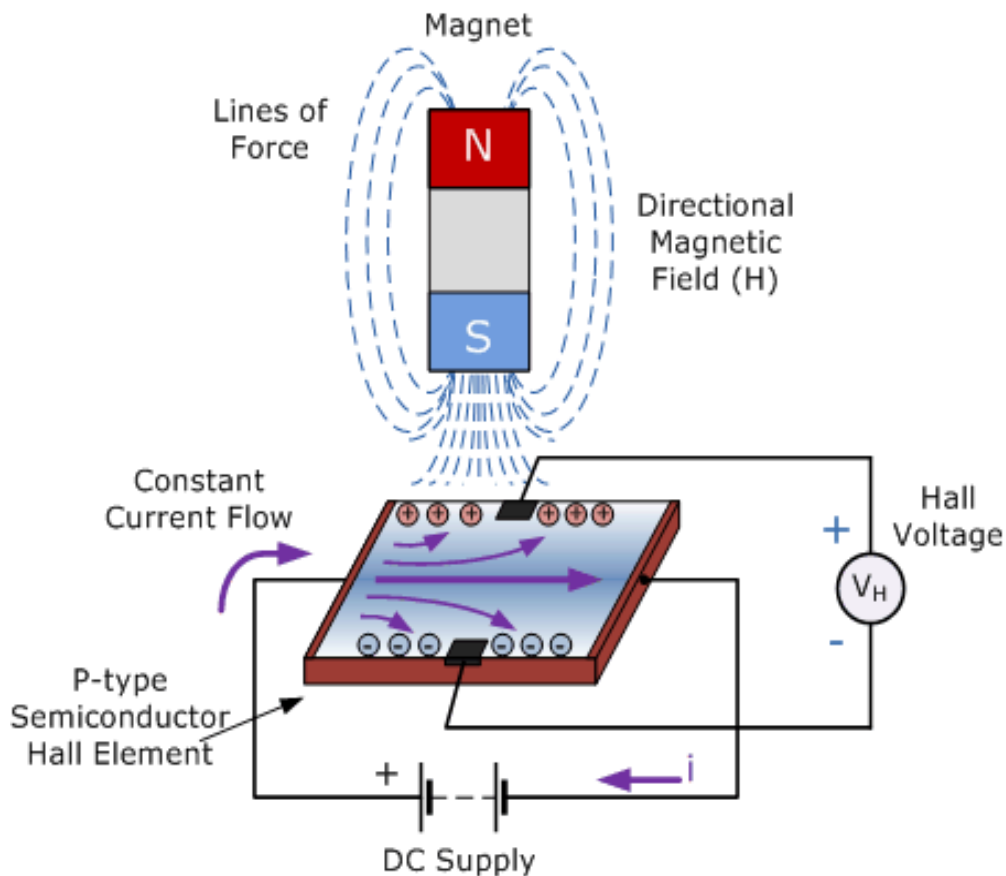 Magnet
Lines of
Force
N
Directional
Magnetic
Field (H)
S
Constant
Current Flow
Hall
Voltage
+ + + + + +
+
VH
-
- - - - - -
P-type
Semiconductor
Hall Element
+
i
DC Supply